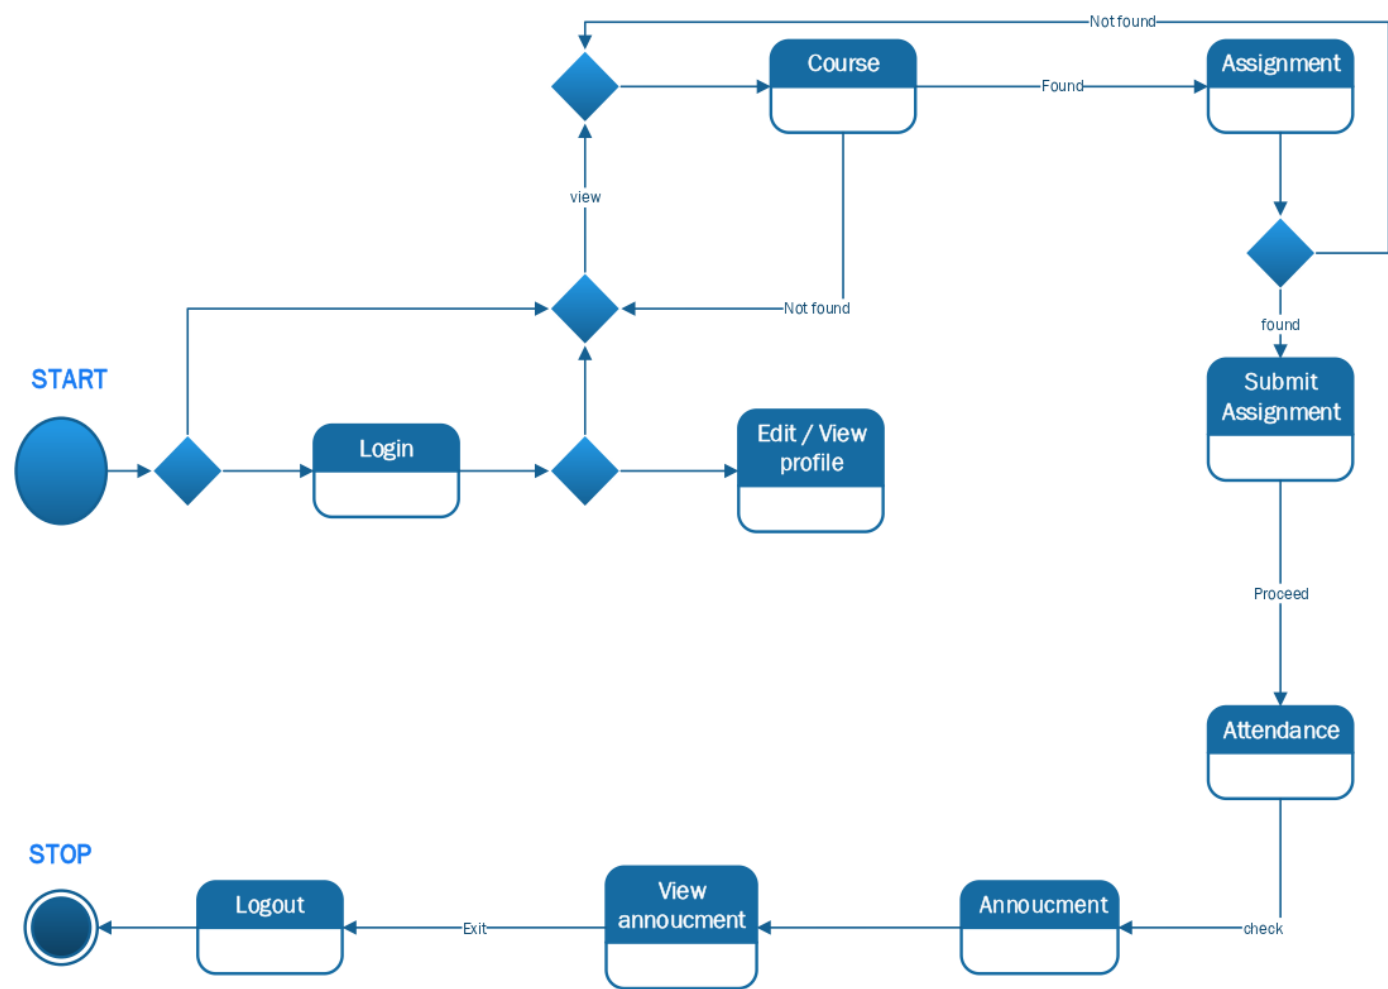 Not found
Course
Found
Assignment
view
Not found
found
START
Submit
Assignment
Login
Edit / View
profile
Proceed
Attendance
STOP
Logout
Exit
View
annoucment
Annoucment
check